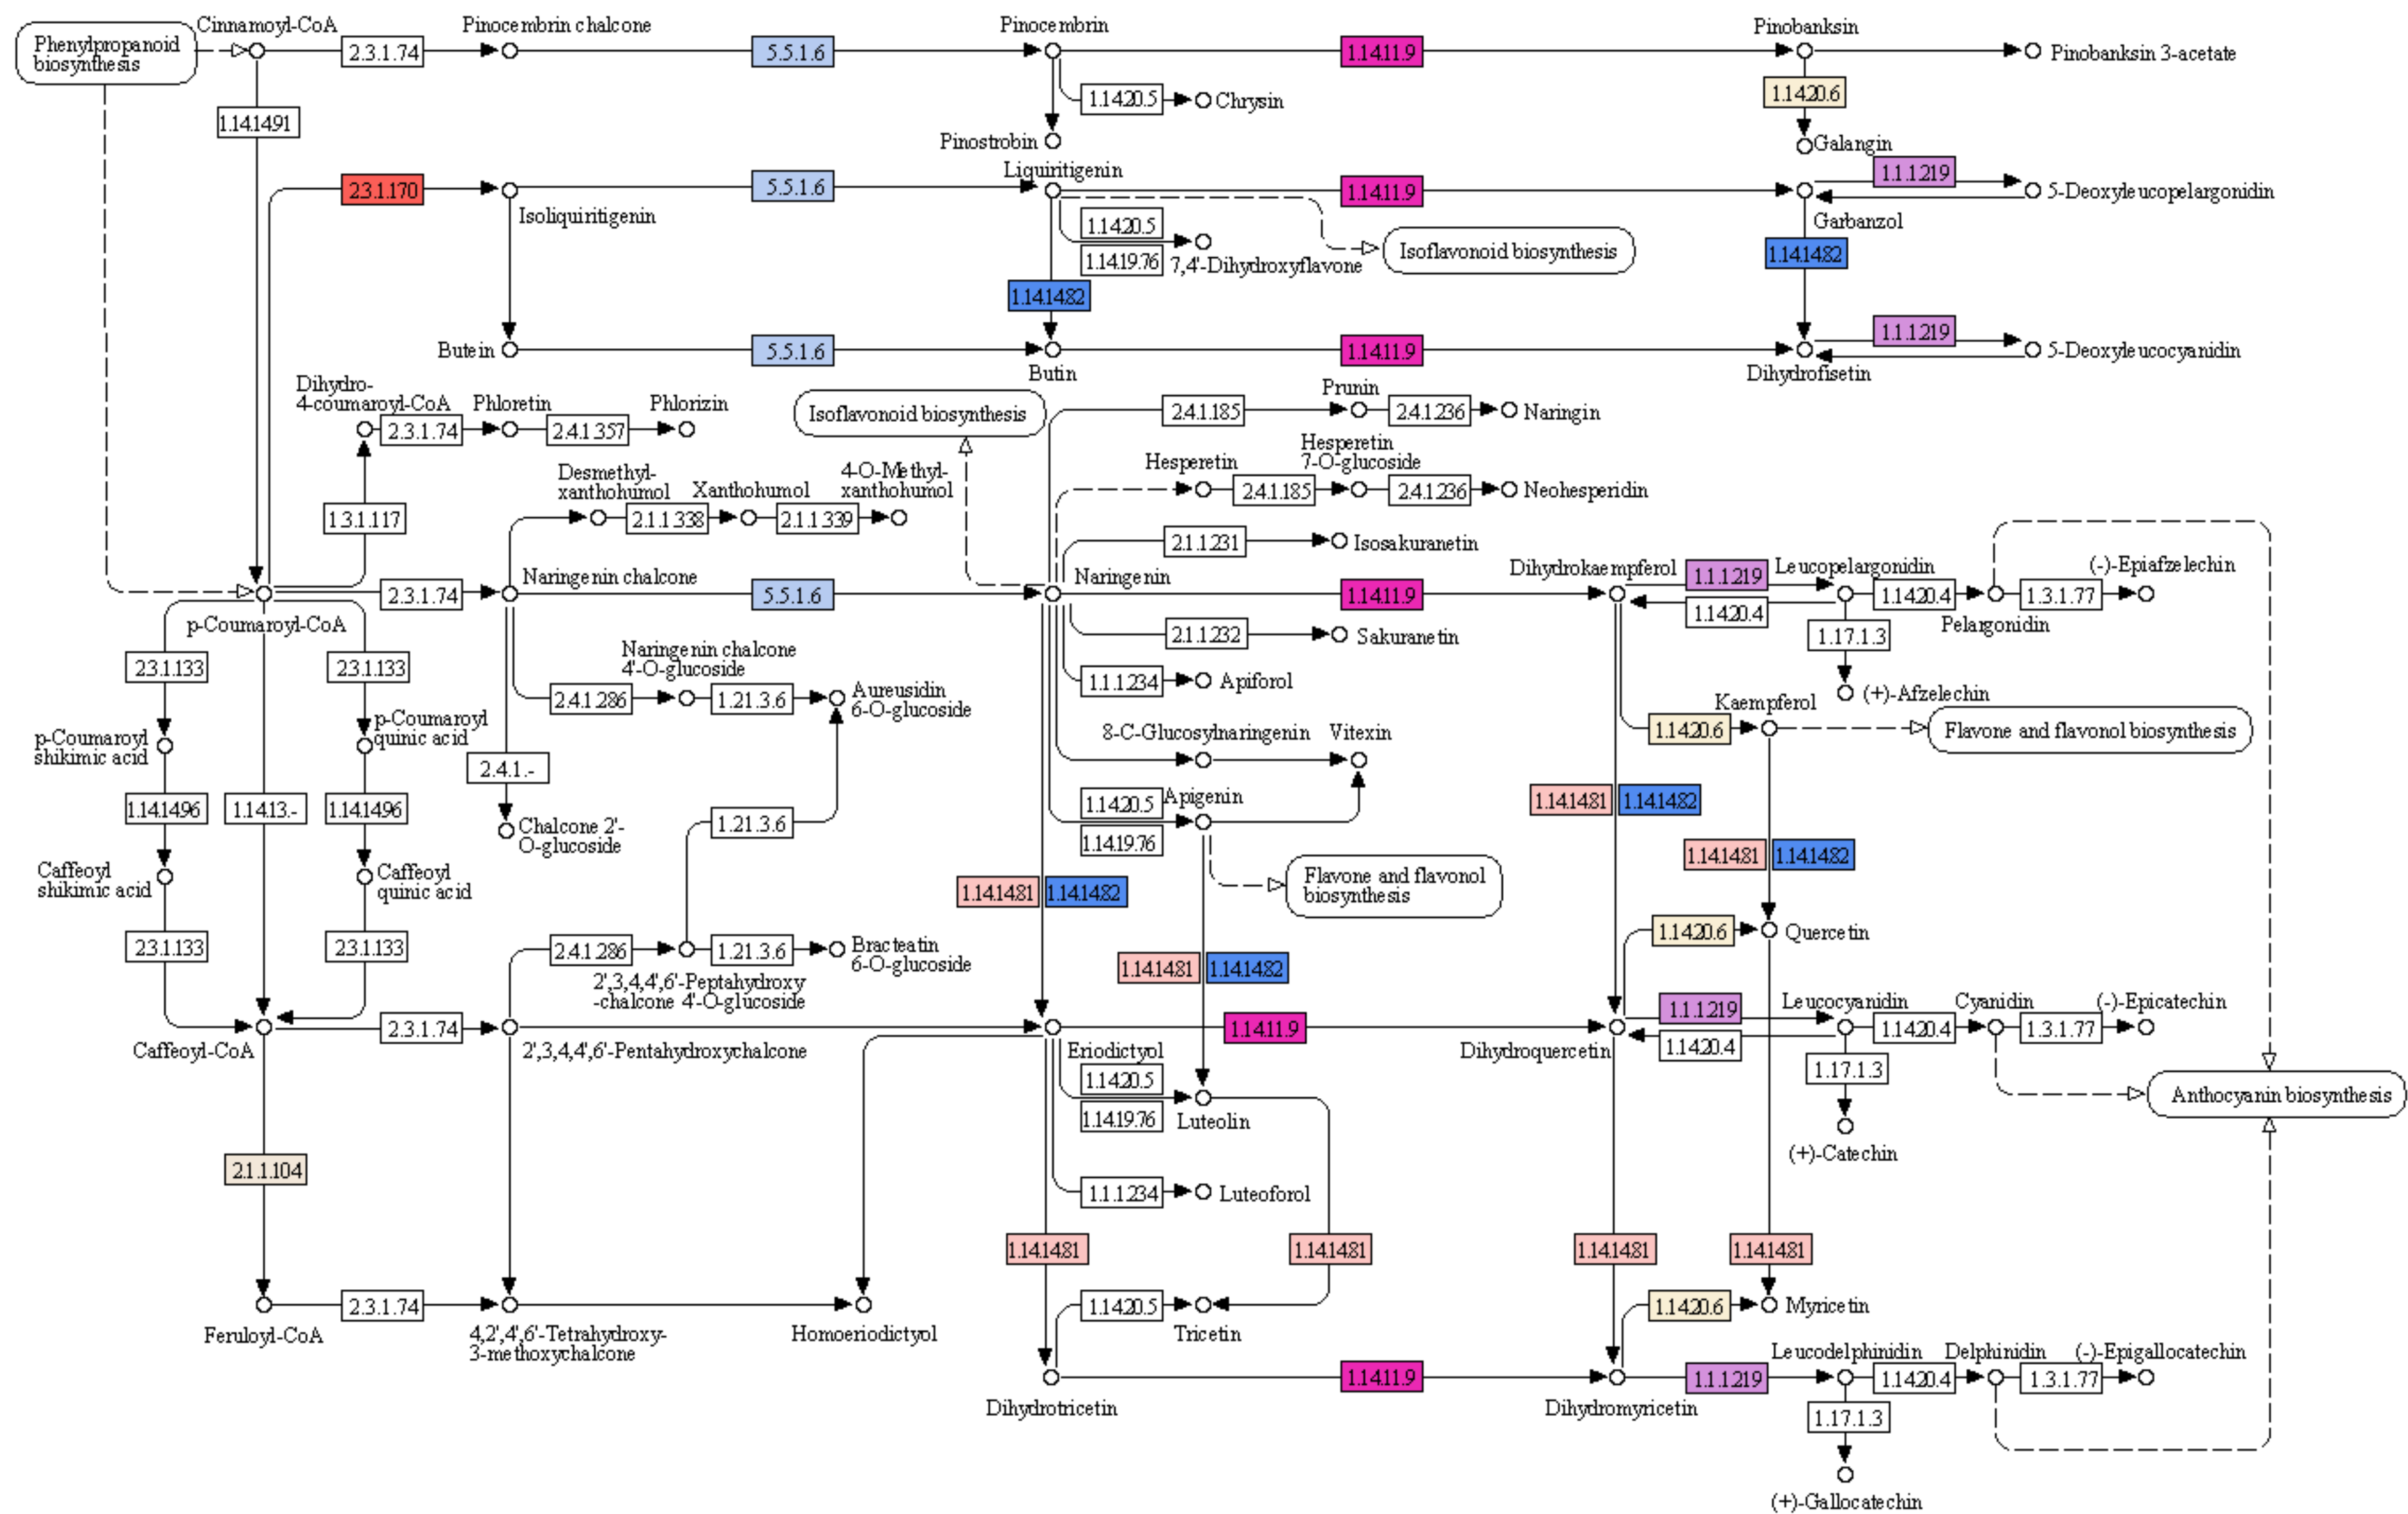 Cinnamoyl-CoA
Pinocembrin chalcone
Pinocembrin
Pinobanksin
Phenylpropanoid
biosynthesis
2.3.1.74
5.5.1.6
1.14.11.9
Pinobanksin 3-acetate
1.14.20.5
Chrysin
1.14.20.6
1.14.14.91
Pinostrobin
Galangin
Liquiritigenin
2.3.1.170
5.5.1.6
1.14.11.9
1.1.1.219
5-Deoxyleucopelargonidin
Isoliquiritigenin
1.14.20.5
1.14.19.76
7,4'-Dihydroxyflavone
Isoflavonoid biosynthesis
Garbanzol
1.14.14.82
1.14.14.82
Butein
5.5.1.6
Butin
1.14.11.9
Dihydrofisetin
1.1.1.219
5-Deoxyleucocyanidin
Dihydro-
4-coumaroyl-CoA
Phloretin
Phlorizin
2.3.1.74
2.4.1.357
Isoflavonoid biosynthesis
2.4.1.185
Prunin
2.4.1.236
Naringin
Desmethyl-
xanthohumol
Xanthohumol
4-O-Methyl-
xanthohumol
Hesperetin
Hesperetin
7-O-glucoside
2.4.1.185
2.4.1.236
Neohesperidin
1.3.1.117
2.1.1.338
2.1.1.339
2.1.1.231
Isosakuranetin
2.3.1.74
Naringenin chalcone
5.5.1.6
Naringenin
1.14.11.9
Dihydrokaempferol
1.1.1.219
1.14.20.4
Leucopelargonidin
1.14.20.4
Pelargonidin
1.3.1.77
(-)-Epiafzelechin
p-Coumaroyl-CoA
2.1.1.232
Sakuranetin
1.17.1.3
(+)-Afzelechin
2.3.1.133
2.3.1.133
Naringenin chalcone
4'-O-glucoside
2.4.1.286
1.21.3.6
Aureusidin
6-O-glucoside
1.1.1.234
Apiforol
p-Coumaroyl
shikimic acid
p-Coumaroyl
quinic acid
8-C-Glucosylnaringenin
Vitexin
1.14.20.6
Kaempferol
Flavone and flavonol biosynthesis
2.4.1.-
1.14.14.96
1.14.13.-
1.14.14.96
Chalcone 2'-
O-glucoside
1.21.3.6
1.14.20.5
Apigenin
1.14.19.76
1.14.14.81
1.14.14.82
1.14.14.81
1.14.14.82
Caffeoyl
shikimic acid
Caffeoyl
quinic acid
1.14.14.81
1.14.14.82
Flavone and flavonol
biosynthesis
2.3.1.133
2.3.1.133
2.4.1.286
1.21.3.6
Bracteatin
6-O-glucoside
2',3,4,4',6'-Peptahydroxy
-chalcone 4'-O-glucoside
1.14.14.81
1.14.14.82
1.14.20.6
Quercetin
Caffeoyl-CoA
2.3.1.74
2',3,4,4',6'-Pentahydroxychalcone
Eriodictyol
1.14.11.9
Dihydroquercetin
1.1.1.219
1.14.20.4
Leucocyanidin
1.14.20.4
Cyanidin
1.3.1.77
(-)-Epicatechin
1.14.20.5
1.14.19.76
Luteolin
1.17.1.3
(+)-Catechin
Anthocyanin biosynthesis
2.1.1.104
1.1.1.234
Luteoforol
1.14.14.81
1.14.14.81
1.14.14.81
1.14.14.81
Feruloyl-CoA
2.3.1.74
4,2',4',6'-Tetrahydroxy-
3-methoxychalcone
Homoeriodictyol
1.14.20.5
Tricetin
1.14.20.6
Myricetin
Dihydrotricetin
1.14.11.9
Dihydromyricetin
1.1.1.219
Leucodelphinidin
1.14.20.4
Delphinidin
1.3.1.77
(-)-Epigallocatechin
1.17.1.3
(+)-Gallocatechin